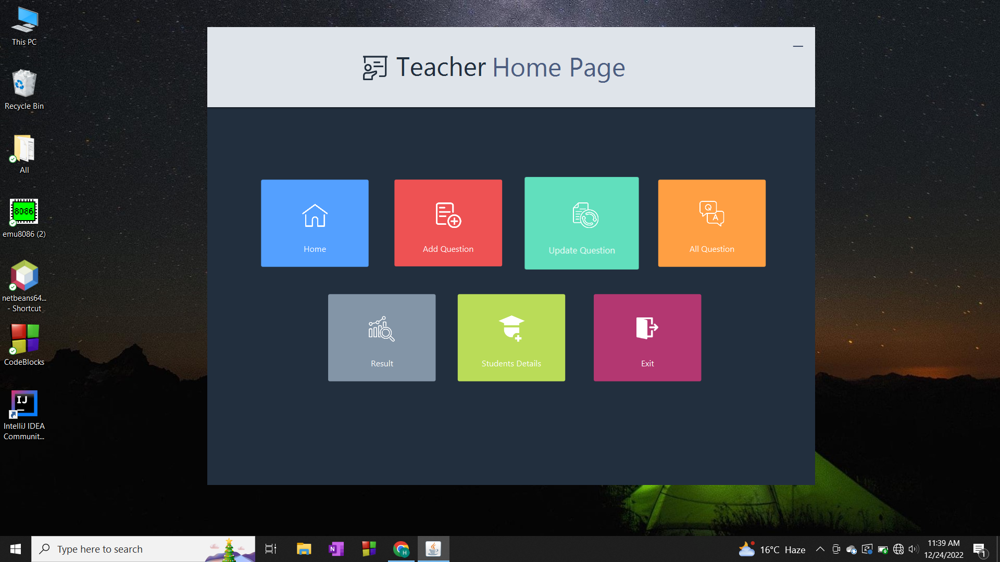 This PC
Recycle Bin
All
8086
emu8086 (2)
netbeans64...
- Shortcut
CodeBlocks
IJ
IntelliJ IDEA
Communit...
Teacher Home Page
Home
Add Question
Update Question
Q
A
All Question
Result
Students Details
Exit
Type here to search
N
H
16°C Haze
11:39 AM
12/24/2022
1